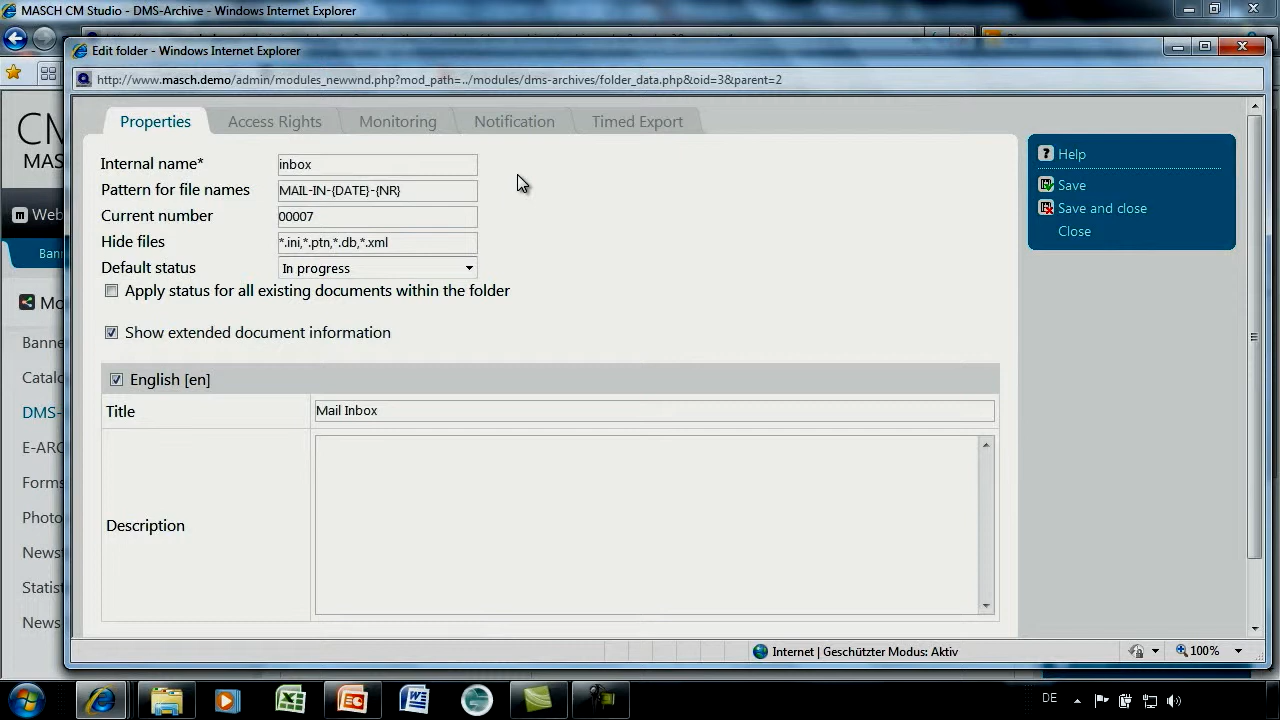 MASCH CM Studio - DMS-Archive - Windows Internet Explorer
Edit folder - Windows Internet Explorer
http://www.masch.demo/admin/modules_newwnd.php?mod_path=../modules/dms-archives/folder_data.php&oid=3&parent=2
Properties
Access Rights
Monitoring
Notification
Timed Export
Internal name*
inbox
Pattern for file names
MAIL-IN-{DATE}-{NR}
Current number
00007
Hide files
*.ini,*.ptn,*.db,*.xml
Default status
In progress
Apply status for all existing documents within the folder
Show extended document information
English [en]
Title
Mail Inbox
Description
Help
Save
Save and close
Close
CM
MASC
m Web
Bann
Mo
Banne
Catalo
DMS-
E-ARC
Forms
Photo
News
Statist
News
Internet | Geschützter Modus: Aktiv
100%
DE